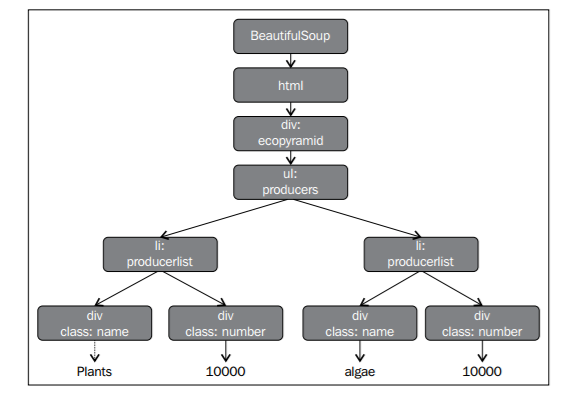 BeautifulSoup
html
div:
ecopyramid
ul:
producers
li:
producerlist
li:
producerlist
div
class: name
div
class: number
div
class: name
div
class: number
Plants
10000
algae
10000